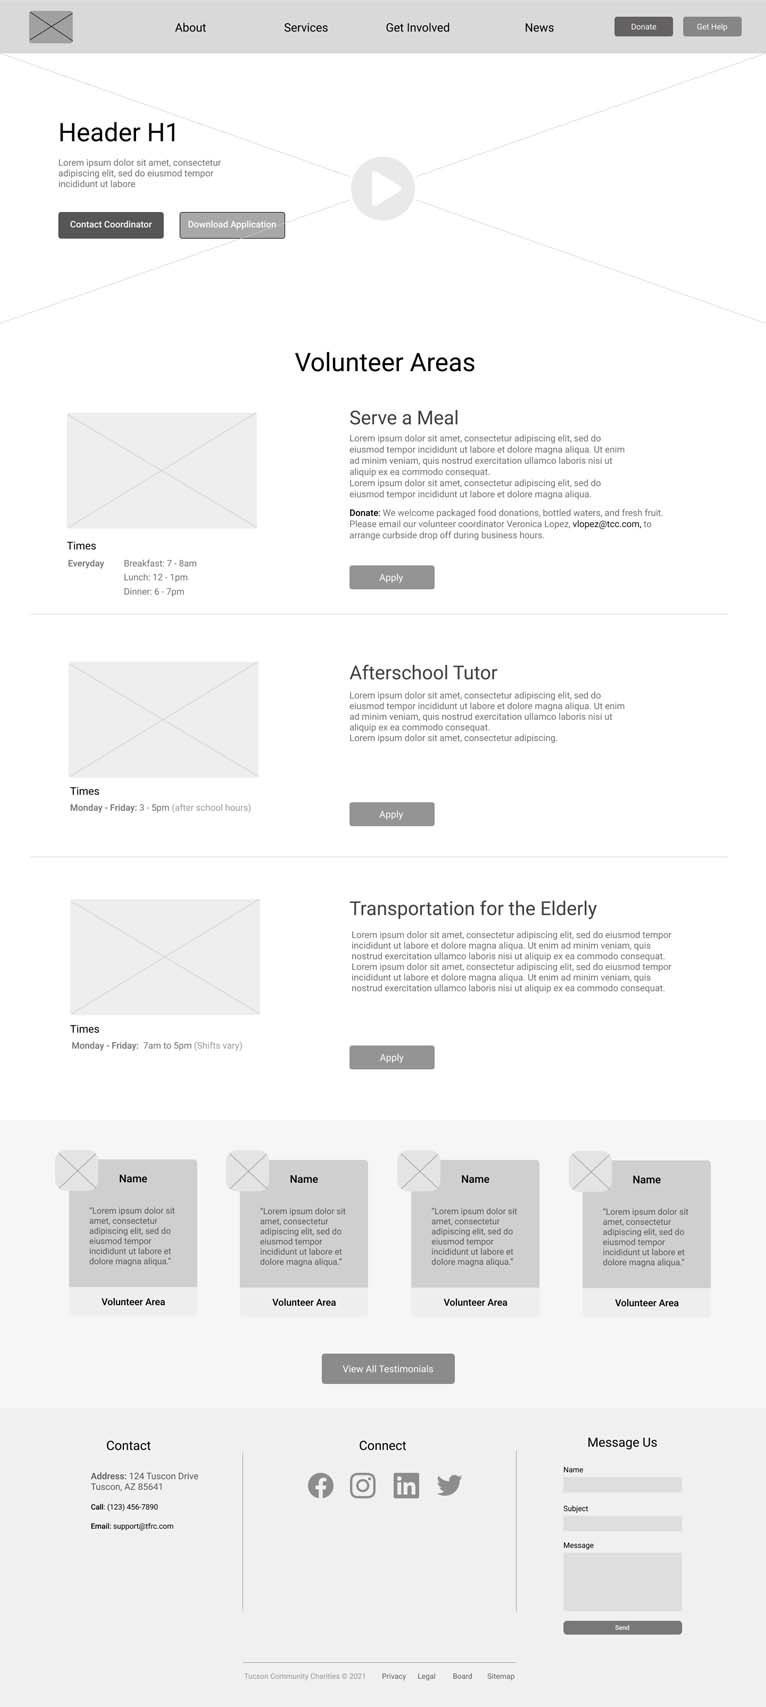 About Services Get Involved News Donate Get Help
Header H1
Lorem ipsum dolor sit amet, consectetur
adipiscing elit, sed do eiusmod tempor
incididunt ut labore
Contact Coordinator Download Application
Volunteer Areas
Serve a Meal
Lorem ipsum dolor sit amet, consectetur adipiscing elit, sed do
eiusmod tempor incididunt ut labore et dolore magna aliqua. Ut enim
ad minim veniam, quis nostrud exercitation ullamco laboris nisi ut
aliquip ex ea commodo consequat.
Lorem ipsum dolor sit amet, consectetur adipiscing elit, sed do
eiusmod tempor incididunt ut labore et dolore magna aliqua.
Donate: We welcome packaged food donations, bottled waters, and fresh fruit.
Please email our volunteer coordinator Veronica Lopez, vlopez@tcc.com, to
arrange curbside drop off during business hours.
Apply
Times
Everyday Breakfast: 7 - 8am
Lunch: 12 - 1pm
Dinner: 6 - 7pm
Afterschool Tutor
Lorem ipsum dolor sit amet, consectetur adipiscing elit, sed do
eiusmod tempor incididunt ut labore et dolore magna aliqua. Ut enim
ad minim veniam, quis nostrud exercitation ullamco laboris nisi ut
aliquip ex ea commodo consequat.
Lorem ipsum dolor sit amet, consectetur adipiscing.
Apply
Times
Monday - Friday: 3 - 5pm (after school hours)
Transportation for the Elderly
Lorem ipsum dolor sit amet, consectetur adipiscing elit, sed do eiusmod tempor
incididunt ut labore et dolore magna aliqua. Ut enim ad minim veniam, quis
nostrud exercitation ullamco laboris nisi ut aliquip ex ea commodo consequat.
Lorem ipsum dolor sit amet, consectetur adipiscing elit, sed do eiusmod tempor
incididunt ut labore et dolore magna aliqua. Ut enim ad minim veniam, quis
nostrud exercitation ullamco laboris nisi ut aliquip ex ea commodo consequat.
Apply
Times
Monday - Friday: 7am to 5pm (Shifts vary)
Name
"Lorem ipsum dolor sit
amet, consectetur
adipiscing elit, sed do
eiusmod tempor
incididunt ut labore et
dolore magna aliqua."
Volunteer Area
Name
"Lorem ipsum dolor sit
amet, consectetur
adipiscing elit, sed do
eiusmod tempor
incididunt ut labore et
dolore magna aliqua."
Volunteer Area
Name
"Lorem ipsum dolor sit
amet, consectetur
adipiscing elit, sed do
eiusmod tempor
incididunt ut labore et
dolore magna aliqua."
Volunteer Area
Name
"Lorem ipsum dolor sit
amet, consectetur
adipiscing elit, sed do
eiusmod tempor
incididunt ut labore et
dolore magna aliqua."
Volunteer Area
View All Testimonials
Contact
Address: 124 Tuscon Drive
Tuscon, AZ 85641
Call: (123) 456-7890
Email: support@tfrc.com
Connect
Message Us
Name
Subject
Message
Send
Tucson Community Charities © 2021 Privacy Legal Board Sitemap